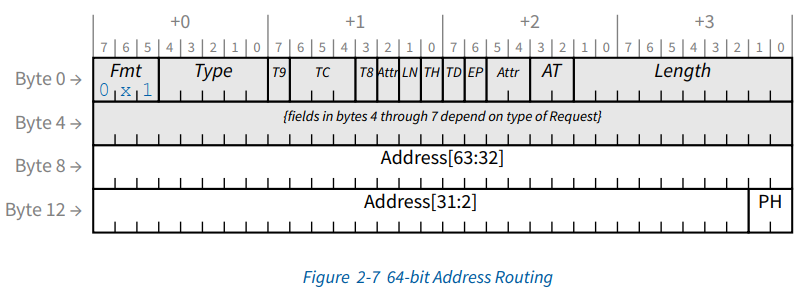 +0 +1 +2 +3
7 6 5 4 3 2 1 0 7 6 5 4 3 2 1 0 7 6 5 4 3 2 1 0 7 6 5 4 3 2 1 0
Byte 0 → Fmt Type T9 TC T8 Attr LN TH TD EP Attr AT Length
0 x 1
Byte 4 → {fields in bytes 4 through 7 depend on type of Request}
Byte 8 → Address[63:32]
Byte 12 → Address[31:2] PH
Figure 2-7 64-bit Address Routing